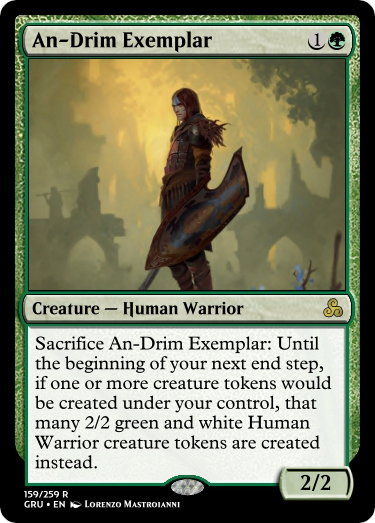 An-Drim Exemplar 1
Creature — Human Warrior
Sacrifice An-Drim Exemplar: Until
the beginning of your next end step,
if one or more creature tokens would
be created under your control, that
many 2/2 green and white Human
Warrior creature tokens are created
instead.
2/2
159/259 R
GRU • EN Lorenzo Mastroianni